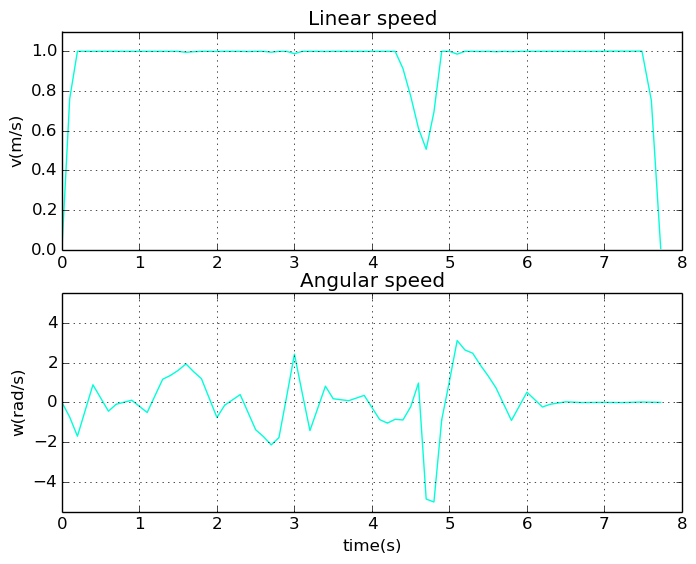 Linear speed
1.0
0.8
0.6
0.4
0.2
0.0
v(m/s)
0 1 2 3 4 5 6 7 8
Angular speed
4
2
0
−2
−4
w(rad/s)
0 1 2 3 4 5 6 7 8
time(s)